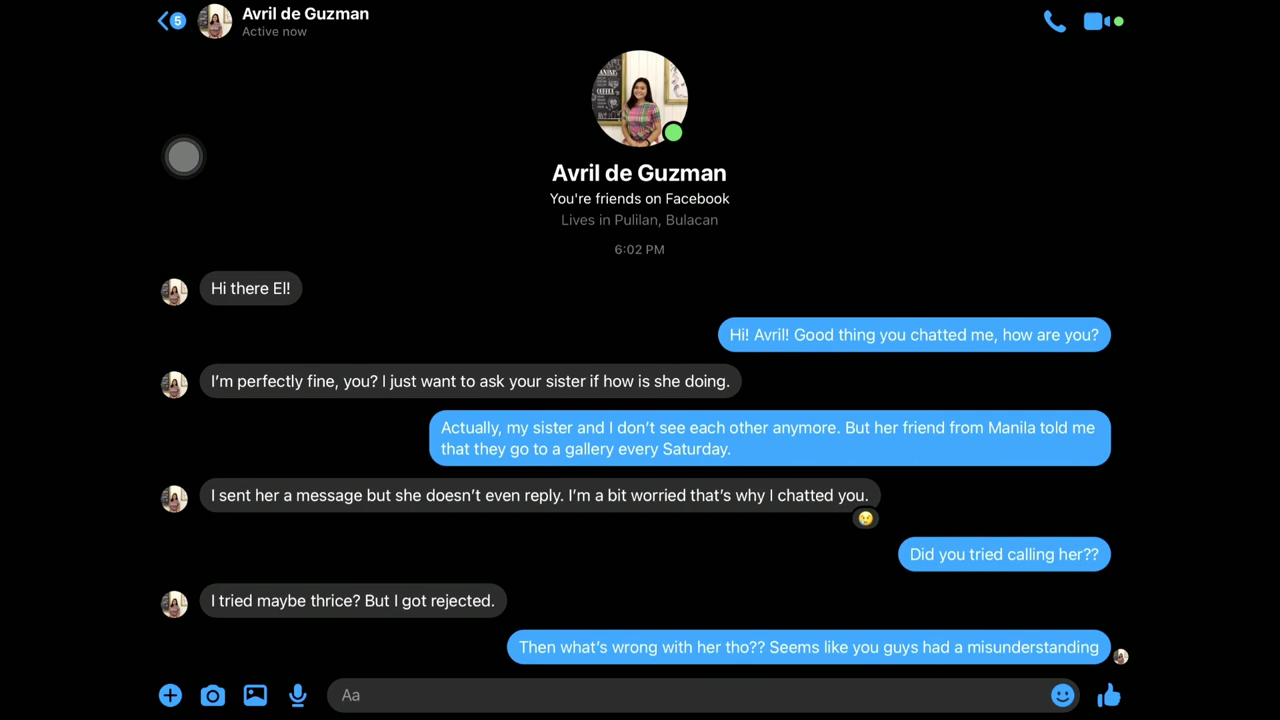 5
Avril de Guzman
Active now
Avril de Guzman
You're friends on Facebook
Lives in Pulilan, Bulacan
6:02 PM
Hi there El!
Hi! Avril! Good thing you chatted me, how are you?
I'm perfectly fine, you? I just want to ask your sister if how is she doing.
Actually, my sister and I don't see each other anymore. But her friend from Manila told me
that they go to a gallery every Saturday.
I sent her a message but she doesn't even reply. I'm a bit worried that's why I chatted you.
Did you tried calling her??
I tried maybe thrice? But I got rejected.
Then what's wrong with her tho?? Seems like you guys had a misunderstanding
Aa